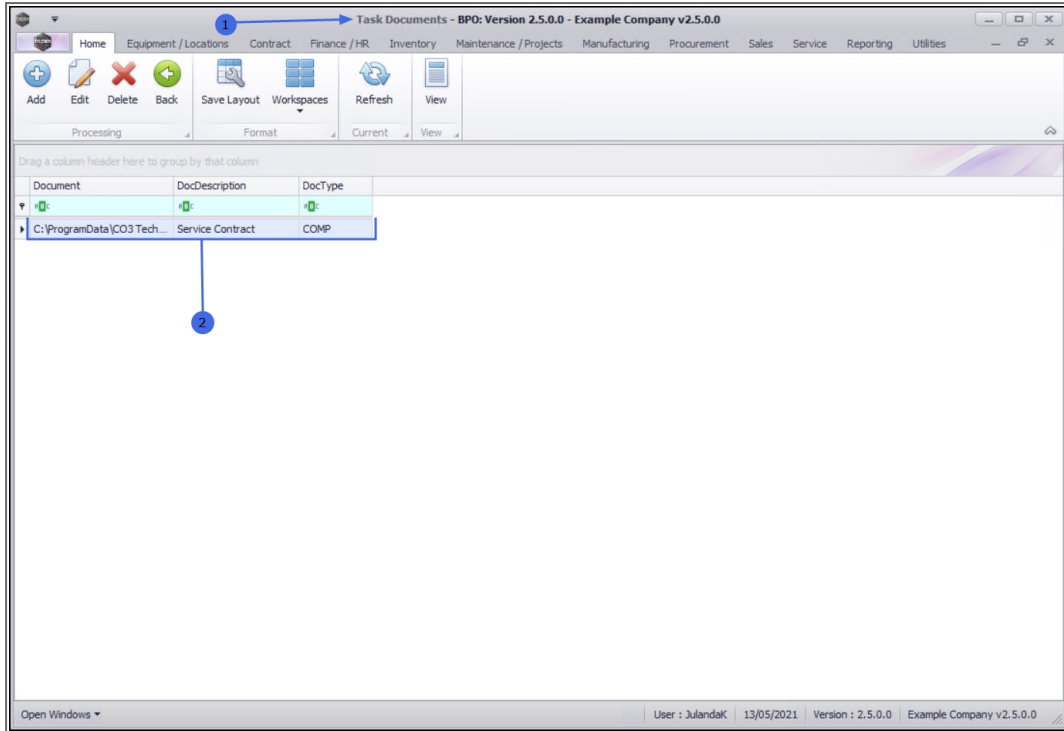 1
Task Documents - BPO: Version 2.5.0.0 - Example Company v2.5.0.0
Home Equipment / Locations Contract Finance / HR Inventory Maintenance / Projects Manufacturing Procurement Sales Service Reporting Utilities
Add Edit Delete Back Save Layout Workspaces Refresh View
Processing Format Current View
Drag a column header here to group by that column
Document DocDescription DocType
C:\ProgramData\CO3 Tech... Service Contract COMP
2
Open Windows User : JulandaK 13/05/2021 Version : 2.5.0.0 Example Company v2.5.0.0